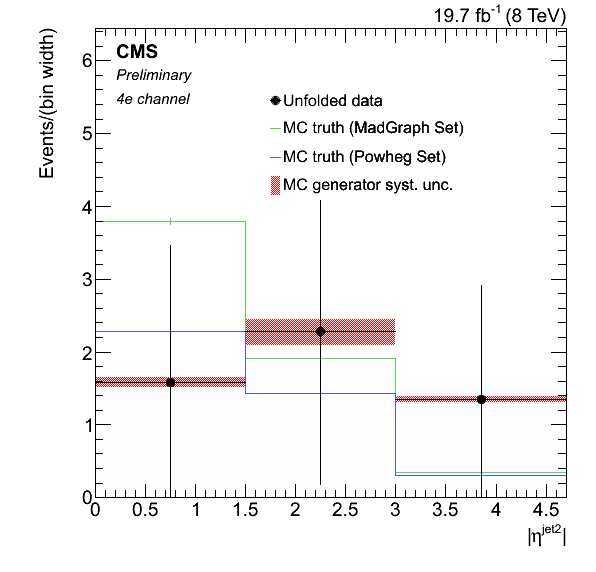 19.7 fb⁻¹ (8 TeV)
CMS
Preliminary
4e channel
Unfolded data
MC truth (MadGraph Set)
MC truth (Powheg Set)
MC generator syst. unc.
Events/(bin width)
6
5
4
3
2
1
0
0 0.5 1 1.5 2 2.5 3 3.5 4 4.5
|η^jet2|